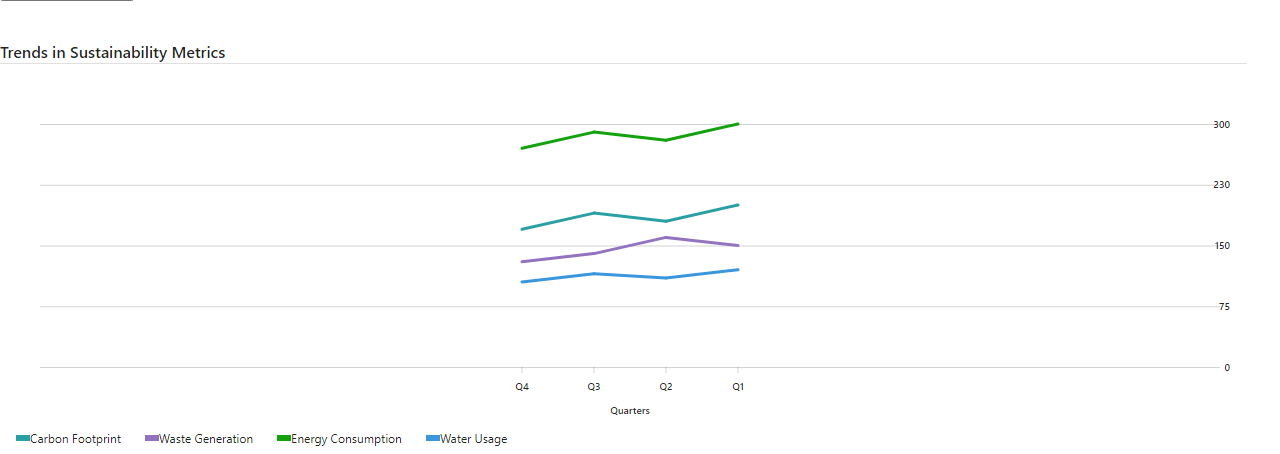 Trends in Sustainability Metrics
300
230
150
75
0
Q4 Q3 Q2 Q1
Quarters
Carbon Footprint Waste Generation Energy Consumption Water Usage